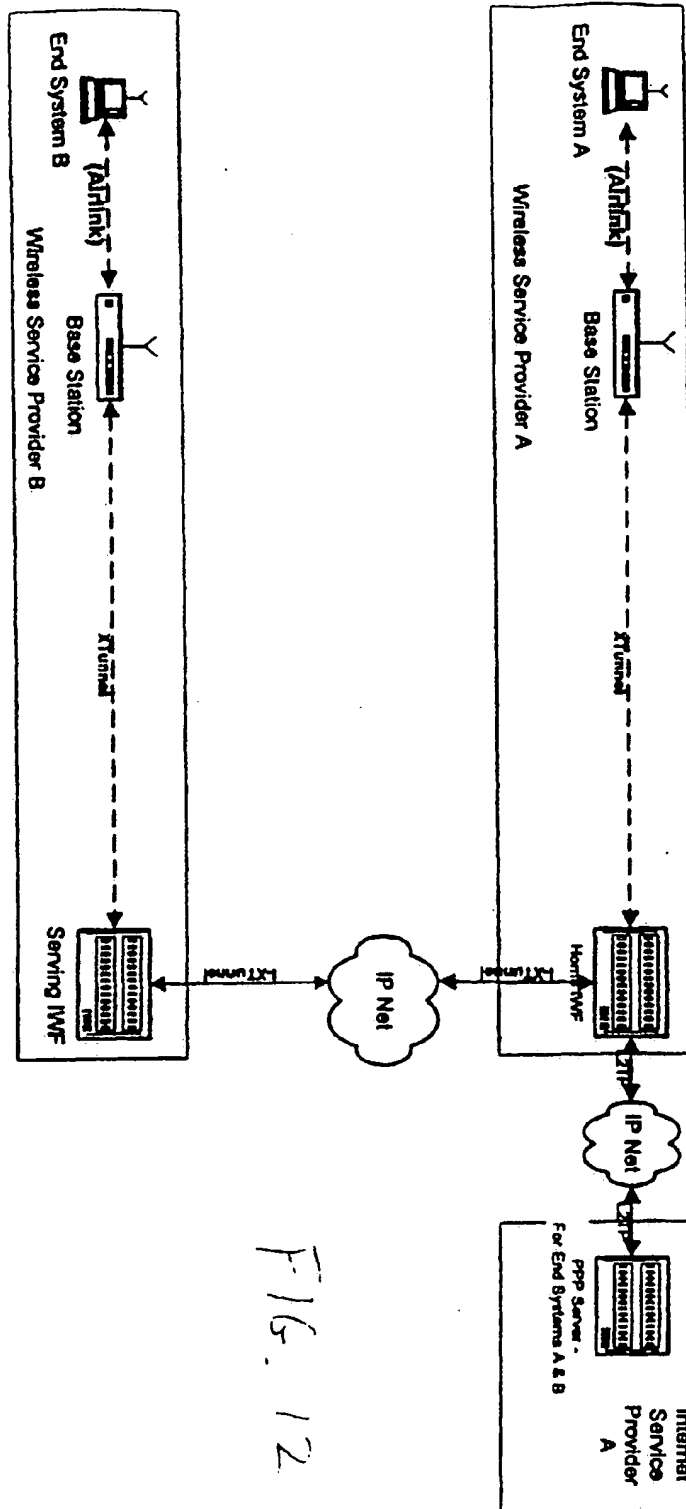 End System A
(Airlink)
Base Station
Wireless Service Provider A
XTunnel
Home IWF
I-XTunnel
L2TP
IP Net
L2TP
PPP Server -
For End Systems A & B
Internet
Service
Provider
A
IP Net
I-XTunnel
End System B
(Airlink)
Base Station
Wireless Service Provider B
XTunnel
Serving IWF
FIG. 12